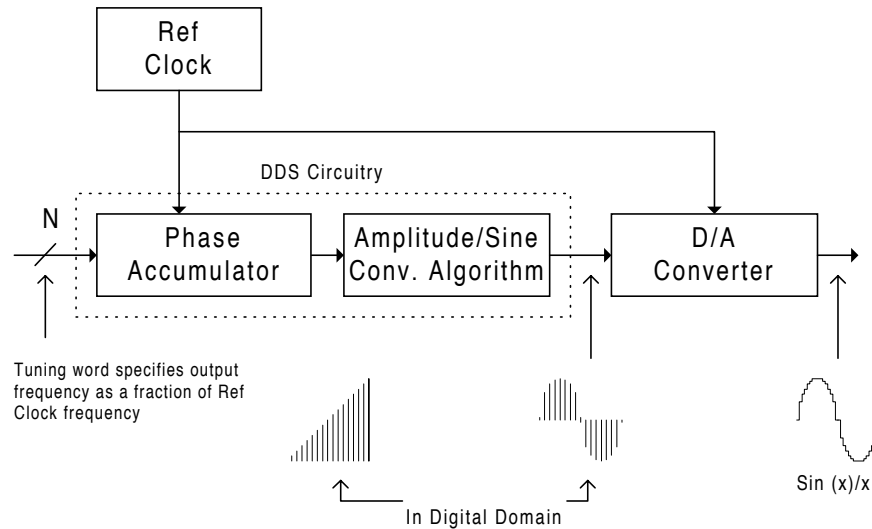 Ref
Clock
DDS Circuitry
N
Phase
Accumulator
Amplitude/Sine
Conv. Algorithm
D/A
Converter
Tuning word specifies output
frequency as a fraction of Ref
Clock frequency
Sin (x)/x
In Digital Domain